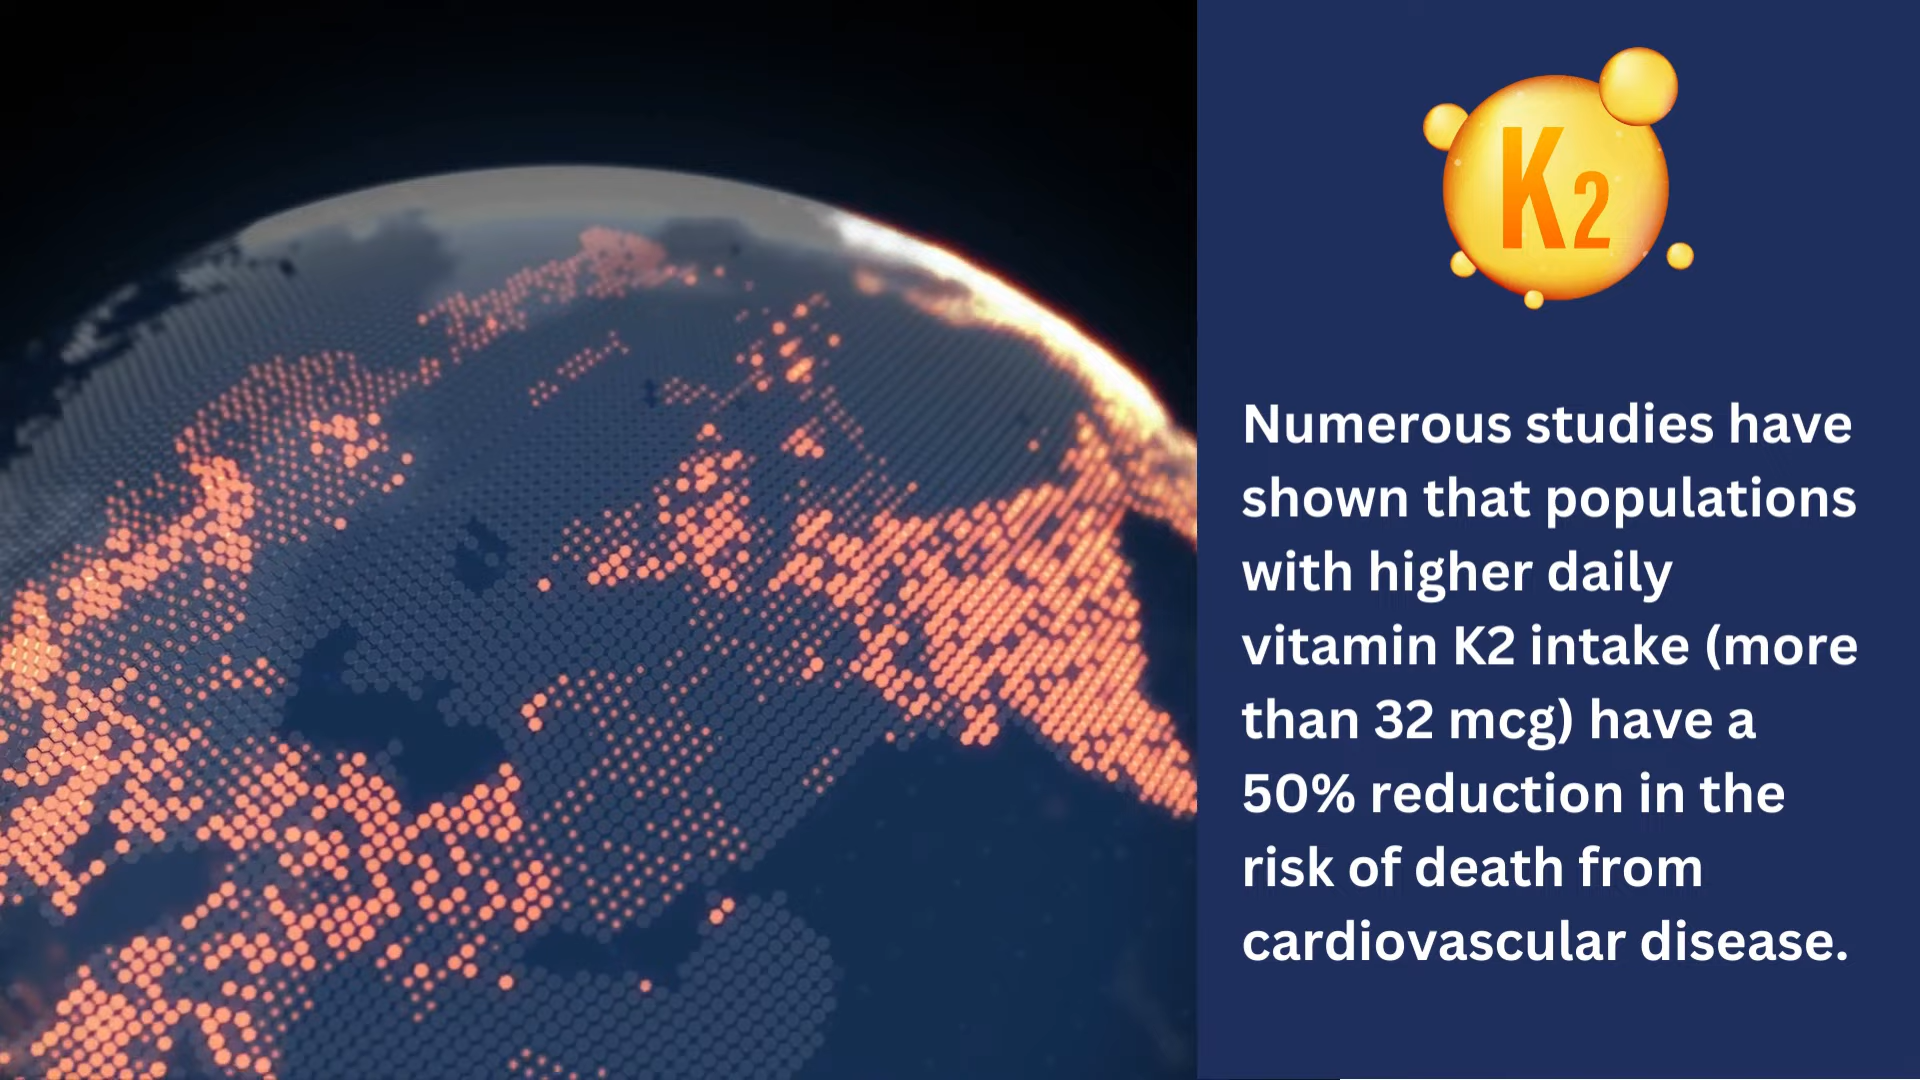 K2
Numerous studies have
shown that populations
with higher daily
vitamin K2 intake (more
than 32 mcg) have a
50% reduction in the
risk of death from
cardiovascular disease.